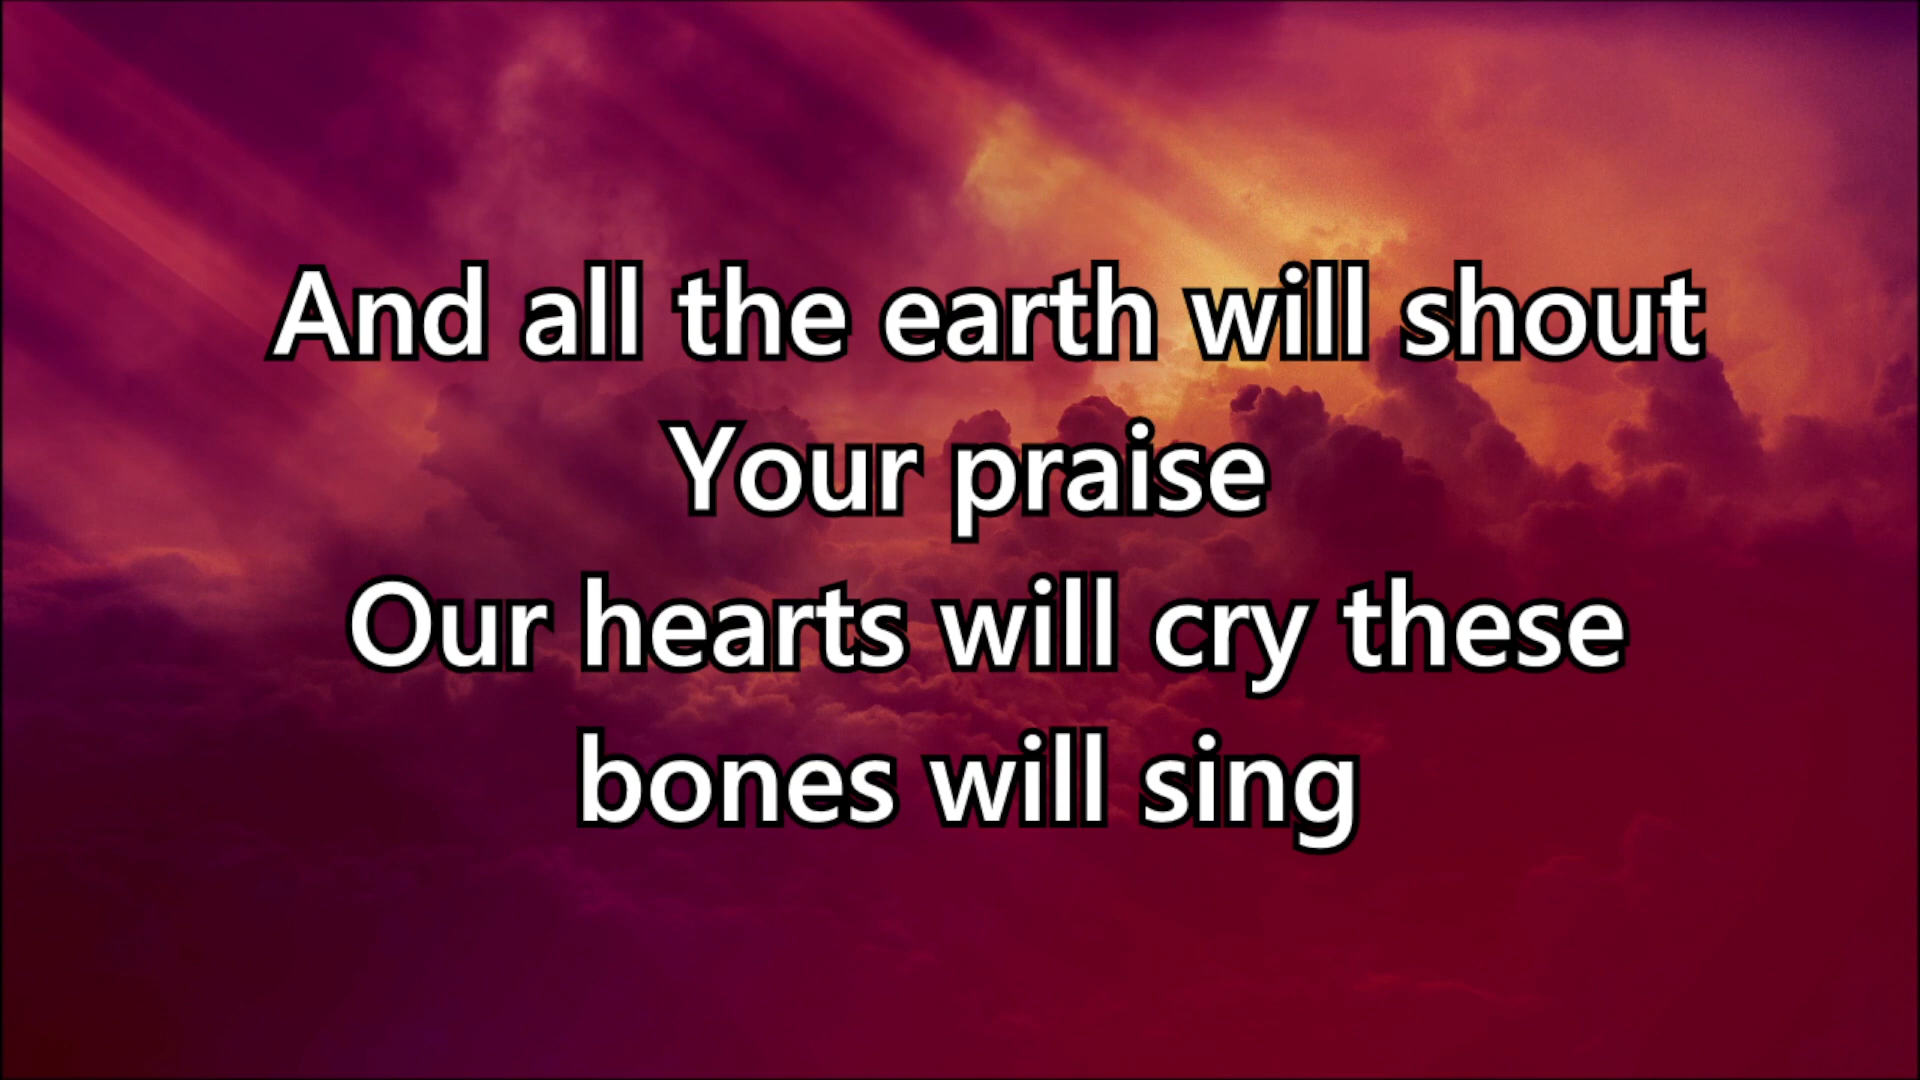 And all the earth will shout
Your praise
Our hearts will cry these
bones will sing